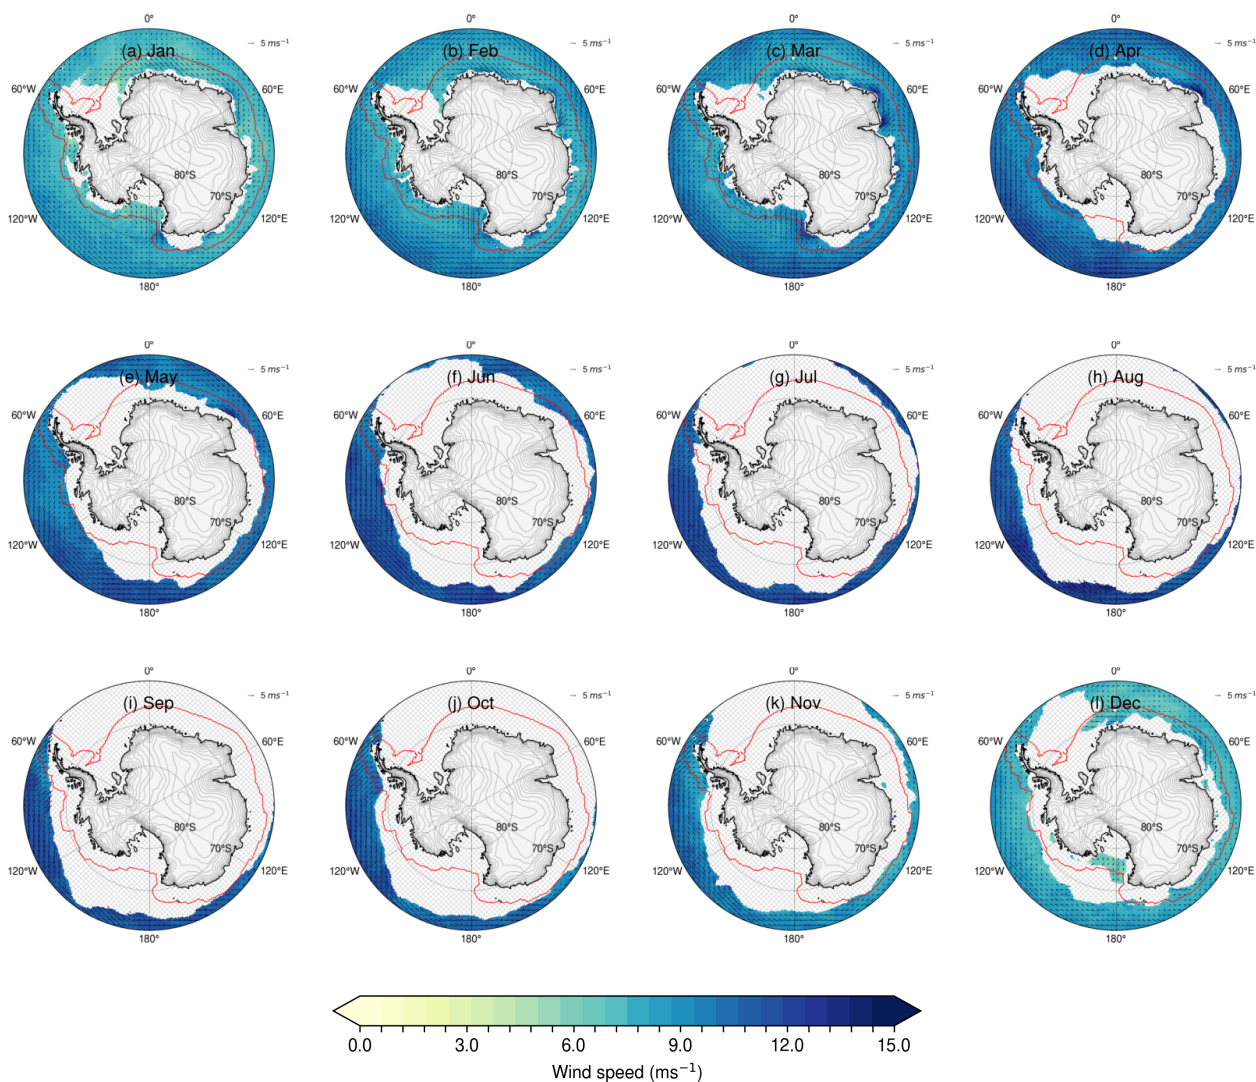 0° 0° 0° 0°
(a) Jan → 5 ms⁻¹ (b) Feb → 5 ms⁻¹ (c) Mar → 5 ms⁻¹ (d) Apr → 5 ms⁻¹
60°W 60°E 60°W 60°E 60°W 60°E 60°W 60°E
80°S 80°S 80°S 80°S
70°S 70°S 70°S 70°S
120°W 120°E 120°W 120°E 120°W 120°E 120°W 120°E
180° 180° 180° 180°
0° 0° 0° 0°
(e) May → 5 ms⁻¹ (f) Jun → 5 ms⁻¹ (g) Jul → 5 ms⁻¹ (h) Aug → 5 ms⁻¹
60°W 60°E 60°W 60°E 60°W 60°E 60°W 60°E
80°S 80°S 80°S 80°S
70°S 70°S 70°S 70°S
120°W 120°E 120°W 120°E 120°W 120°E 120°W 120°E
180° 180° 180° 180°
0° 0° 0° 0°
(i) Sep → 5 ms⁻¹ (j) Oct → 5 ms⁻¹ (k) Nov → 5 ms⁻¹ (l) Dec → 5 ms⁻¹
60°W 60°E 60°W 60°E 60°W 60°E 60°W 60°E
80°S 80°S 80°S 80°S
70°S 70°S 70°S 70°S
120°W 120°E 120°W 120°E 120°W 120°E 120°W 120°E
180° 180° 180° 180°
0.0 3.0 6.0 9.0 12.0 15.0
Wind speed (ms⁻¹)